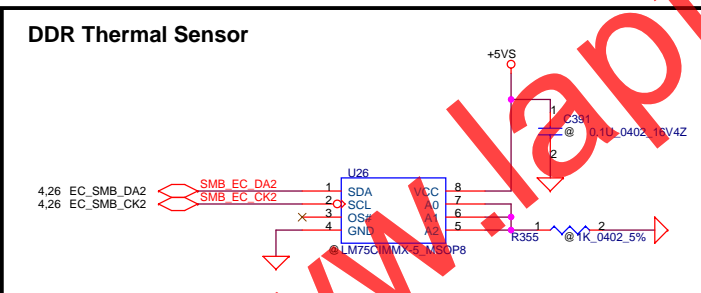 DDR Thermal Sensor
+5VS
C391
1
@ 0.1U_0402_16V4Z
2
U26
4,26 EC_SMB_DA2 SMB_EC_DA2 1 SDA VCC 8
4,26 EC_SMB_CK2 SMB_EC_CK2 2 SCL A0 7
3 OS# A1 6
4 GND A2 5
R355 1 2
@1K_0402_5%
@LM75CIMMX-5_MSOP8
www.lap